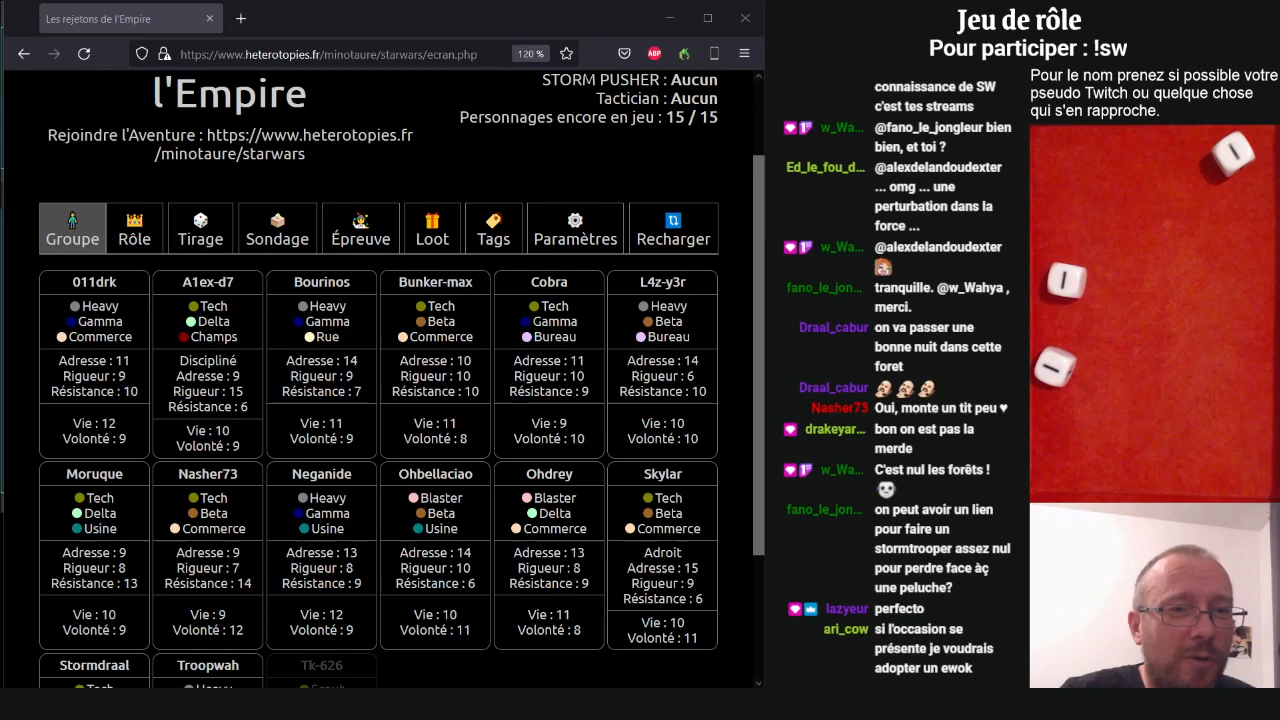 Les rejetons de l'Empire
https://www.heterotopies.fr/minotaure/starwars/ecran.php
120 %
ABP
l'Empire
STORM PUSHER : Aucun
Tactician : Aucun
Personnages encore en jeu : 15 / 15
Rejoindre l'Aventure : https://www.heterotopies.fr
/minotaure/starwars
Groupe
Rôle
Tirage
Sondage
Épreuve
Loot
Tags
Paramètres
Recharger
011drk
Heavy
Gamma
Commerce
Adresse : 11
Rigueur : 9
Résistance : 10
Vie : 12
Volonté : 9
A1ex-d7
Tech
Delta
Champs
Discipliné
Adresse : 9
Rigueur : 15
Résistance : 6
Vie : 10
Volonté : 9
Bourinos
Heavy
Gamma
Rue
Adresse : 14
Rigueur : 9
Résistance : 7
Vie : 11
Volonté : 9
Bunker-max
Tech
Beta
Commerce
Adresse : 10
Rigueur : 10
Résistance : 10
Vie : 11
Volonté : 8
Cobra
Tech
Gamma
Bureau
Adresse : 11
Rigueur : 10
Résistance : 9
Vie : 9
Volonté : 10
L4z-y3r
Heavy
Beta
Bureau
Adresse : 14
Rigueur : 6
Résistance : 10
Vie : 10
Volonté : 10
Moruque
Tech
Delta
Usine
Adresse : 9
Rigueur : 8
Résistance : 13
Vie : 10
Volonté : 9
Nasher73
Tech
Beta
Commerce
Adresse : 9
Rigueur : 7
Résistance : 14
Vie : 9
Volonté : 12
Neganide
Heavy
Gamma
Usine
Adresse : 13
Rigueur : 8
Résistance : 9
Vie : 12
Volonté : 9
Ohbellaciao
Blaster
Beta
Usine
Adresse : 14
Rigueur : 10
Résistance : 6
Vie : 10
Volonté : 11
Ohdrey
Blaster
Delta
Commerce
Adresse : 13
Rigueur : 8
Résistance : 9
Vie : 11
Volonté : 8
Skylar
Tech
Beta
Commerce
Adroit
Adresse : 15
Rigueur : 9
Résistance : 6
Vie : 10
Volonté : 11
Stormdraal
Troopwah
Tk-626
Jeu de rôle
Pour participer : !sw
Pour le nom prenez si possible votre
pseudo Twitch ou quelque chose
qui s'en rapproche.
connaissance de SW
c'est tes streams
w_Wa... @fano_le_jongleur bien
bien, et toi ?
Ed_le_fou_d... @alexdelandoudexter
... omg ... une
perturbation dans la
force ...
w_Wa... @alexdelandoudexter
fano_le_jon... tranquille. @w_Wahya ,
merci.
Draal_cabur on va passer une
bonne nuit dans cette
foret
Draal_cabur
Nasher73 Oui, monte un tit peu ♥
drakeyar... bon on est pas la
merde
w_Wa... C'est nul les forêts !
fano_le_jon... on peut avoir un lien
pour faire un
stormtrooper assez nul
pour perdre face àç
une peluche?
lazyeur perfecto
ari_cow si l'occasion se
présente je voudrais
adopter un ewok